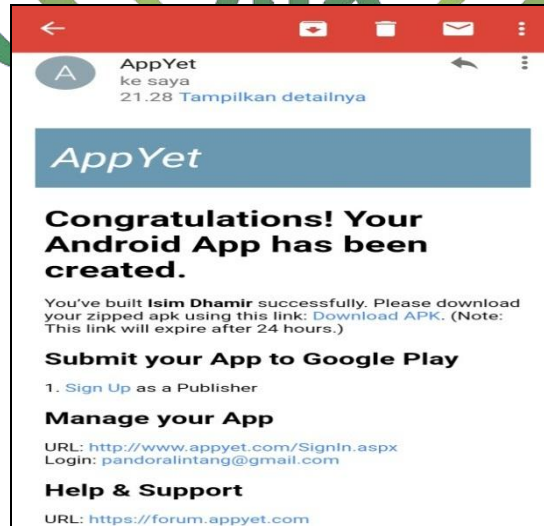 A
AppYet
ke saya
21.28 Tampilkan detailnya
AppYet
Congratulations! Your
Android App has been
created.
You've built Isim Dhamir successfully. Please download
your zipped apk using this link: Download APK. (Note:
This link will expire after 24 hours.)
Submit your App to Google Play
1. Sign Up as a Publisher
Manage your App
URL: http://www.appyet.com/SignIn.aspx
Login: pandoralintang@gmail.com
Help & Support
URL: https://forum.appyet.com